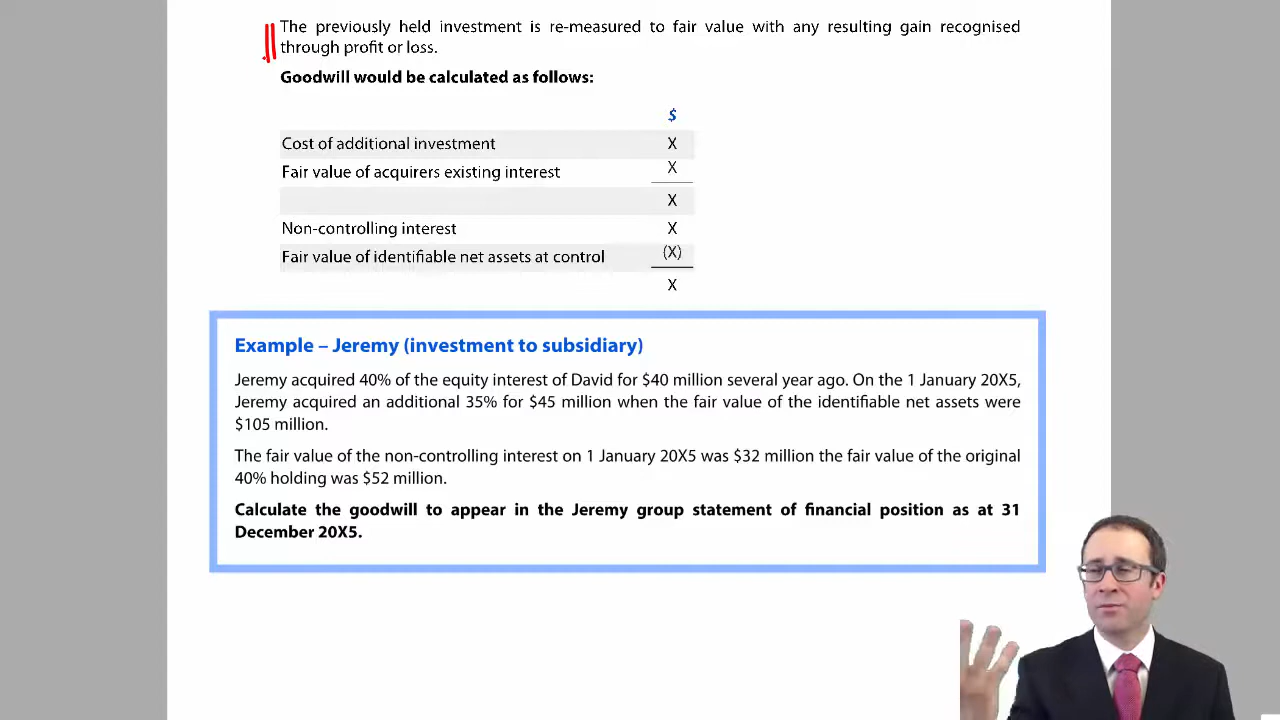 The previously held investment is re-measured to fair value with any resulting gain recognised
through profit or loss.
Goodwill would be calculated as follows:
$
Cost of additional investment X
Fair value of acquirers existing interest X
X
Non-controlling interest X
Fair value of identifiable net assets at control (X)
X
Example – Jeremy (investment to subsidiary)
Jeremy acquired 40% of the equity interest of David for $40 million several year ago. On the 1 January 20X5,
Jeremy acquired an additional 35% for $45 million when the fair value of the identifiable net assets were
$105 million.
The fair value of the non-controlling interest on 1 January 20X5 was $32 million the fair value of the original
40% holding was $52 million.
Calculate the goodwill to appear in the Jeremy group statement of financial position as at 31
December 20X5.